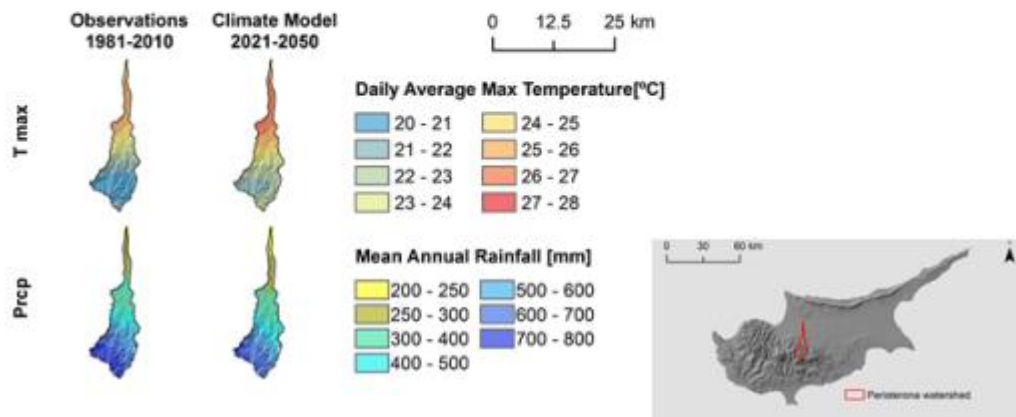 Observations
1981-2010
Climate Model
2021-2050
0 12.5 25 km
T max
Prcp
Daily Average Max Temperature[ºC]
20 - 21
21 - 22
22 - 23
23 - 24
24 - 25
25 - 26
26 - 27
27 - 28
Mean Annual Rainfall [mm]
200 - 250
250 - 300
300 - 400
400 - 500
500 - 600
600 - 700
700 - 800
0 30 60 km
Peristerona watershed